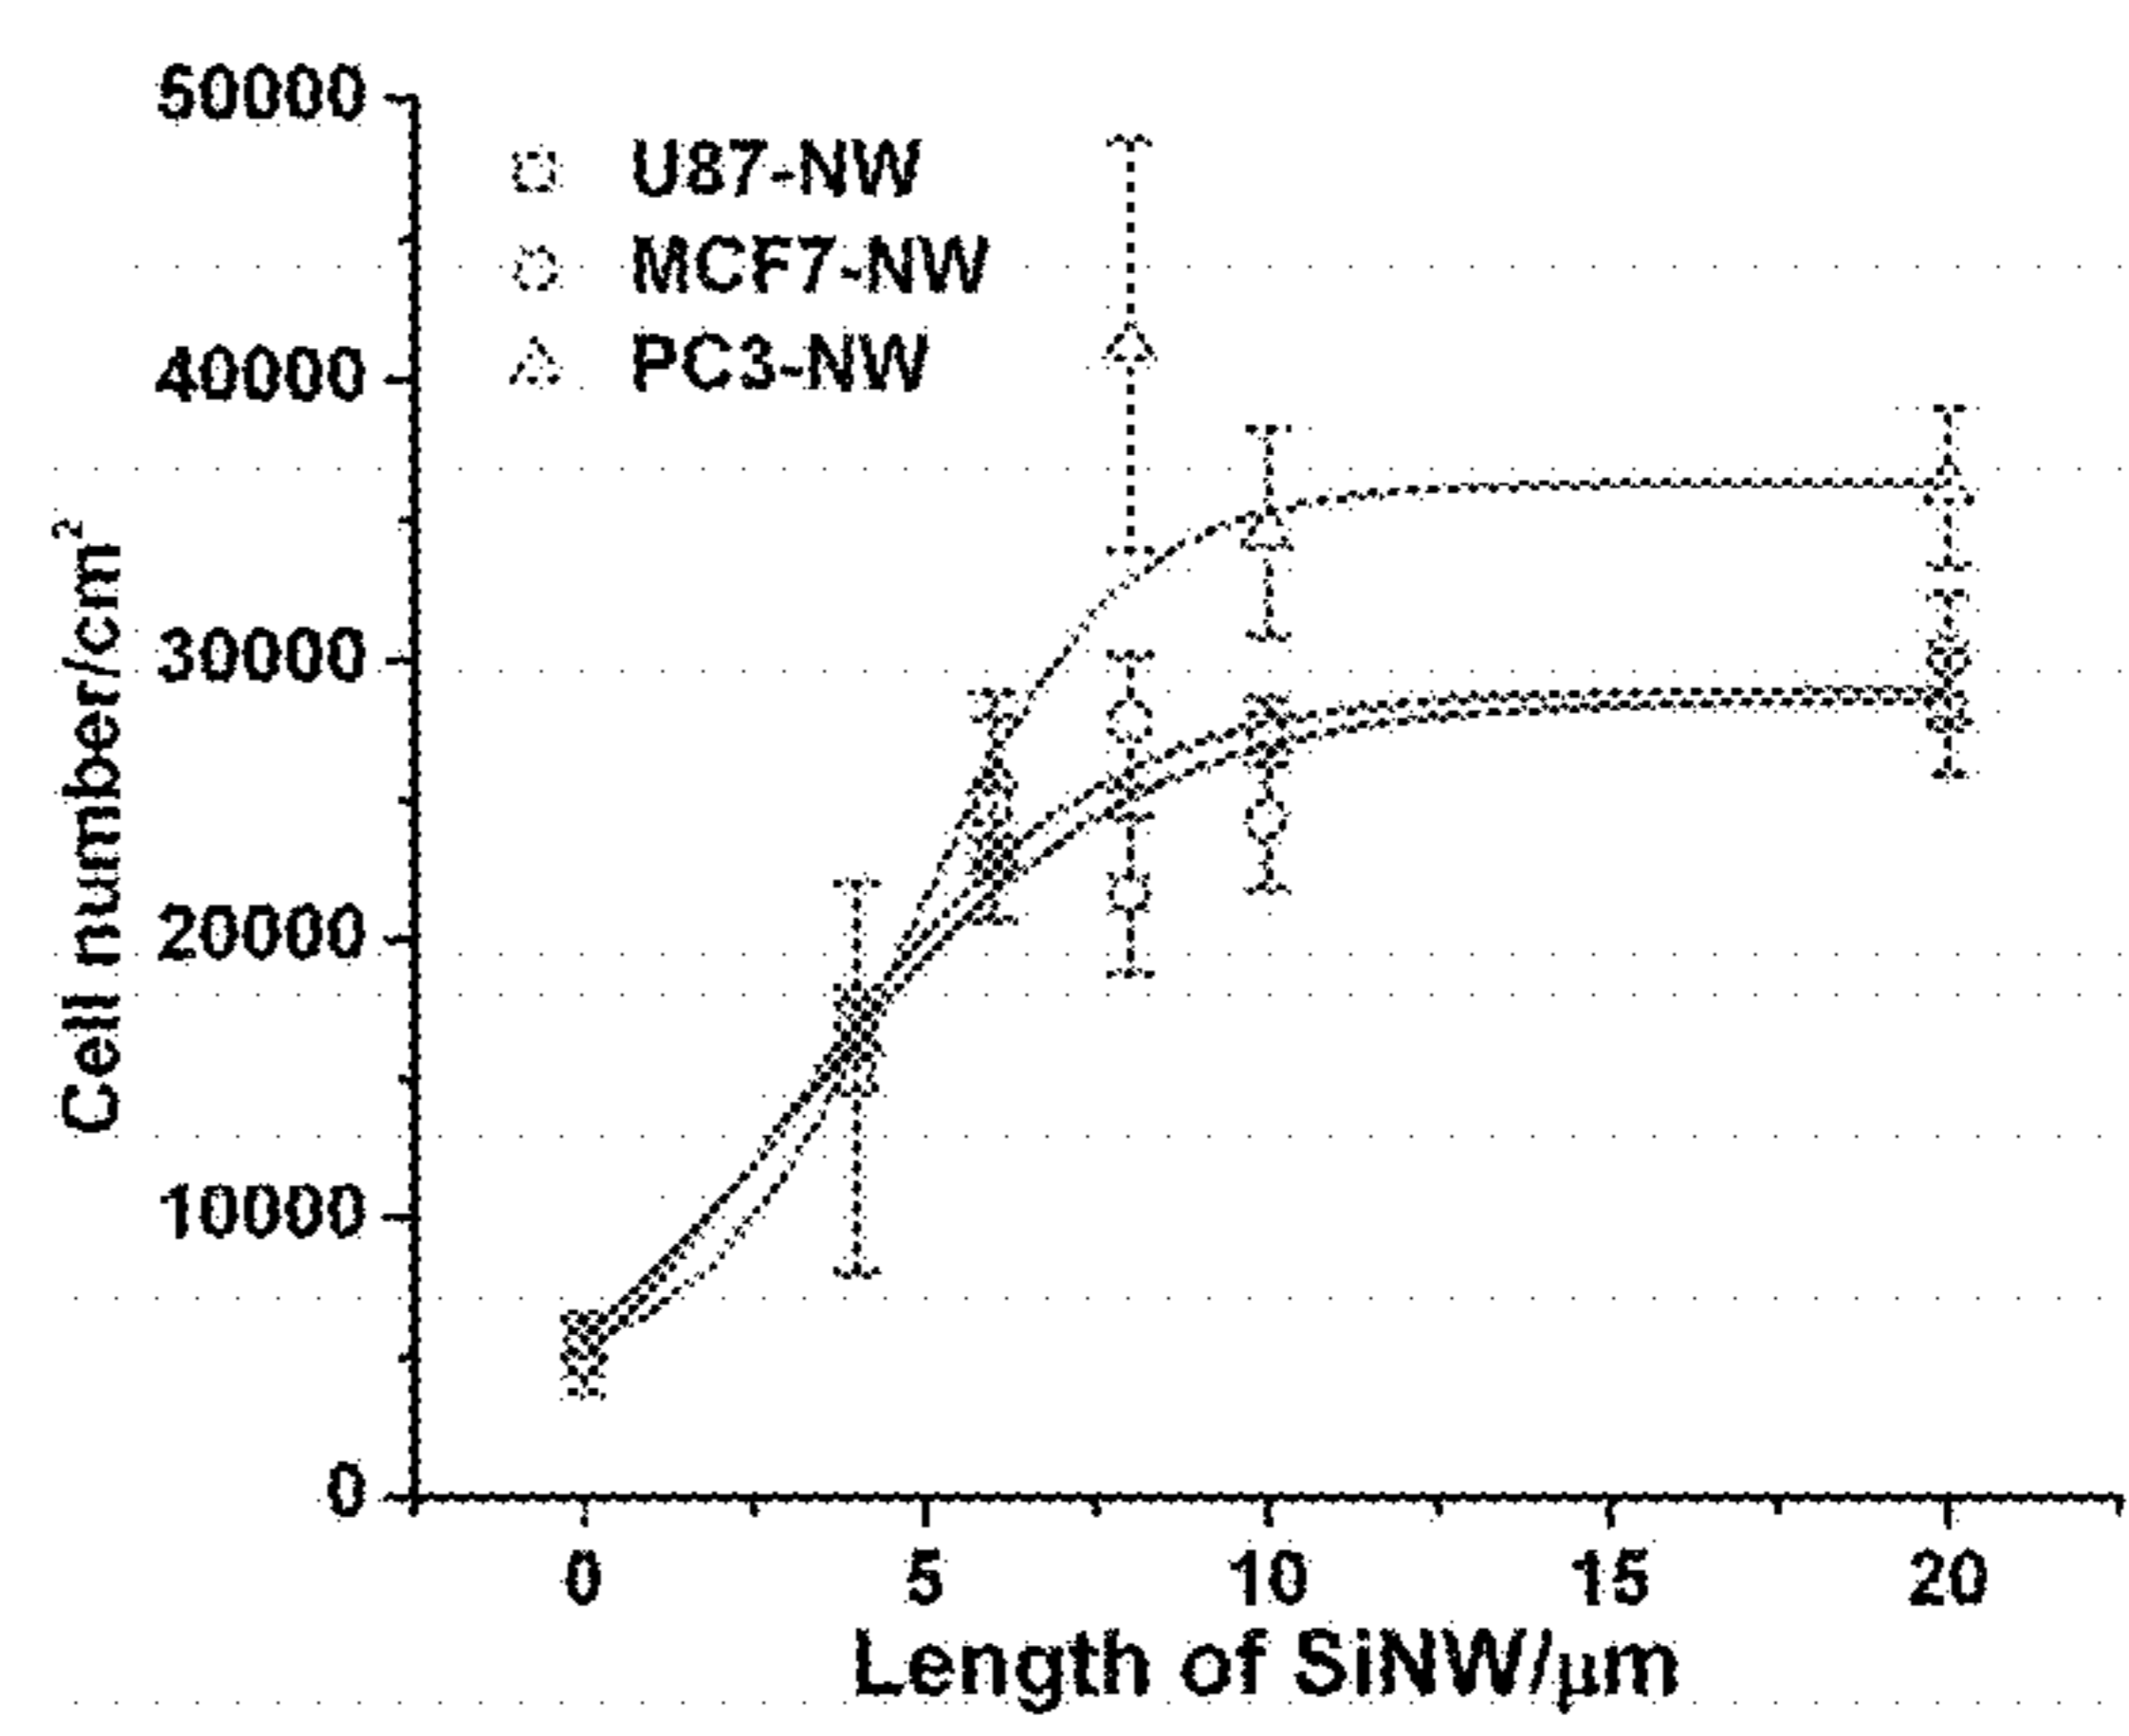 50000
40000
30000
20000
10000
0
Cell number/cm²
U87-NW
MCF7-NW
PC3-NW
0 5 10 15 20
Length of SiNW/μm